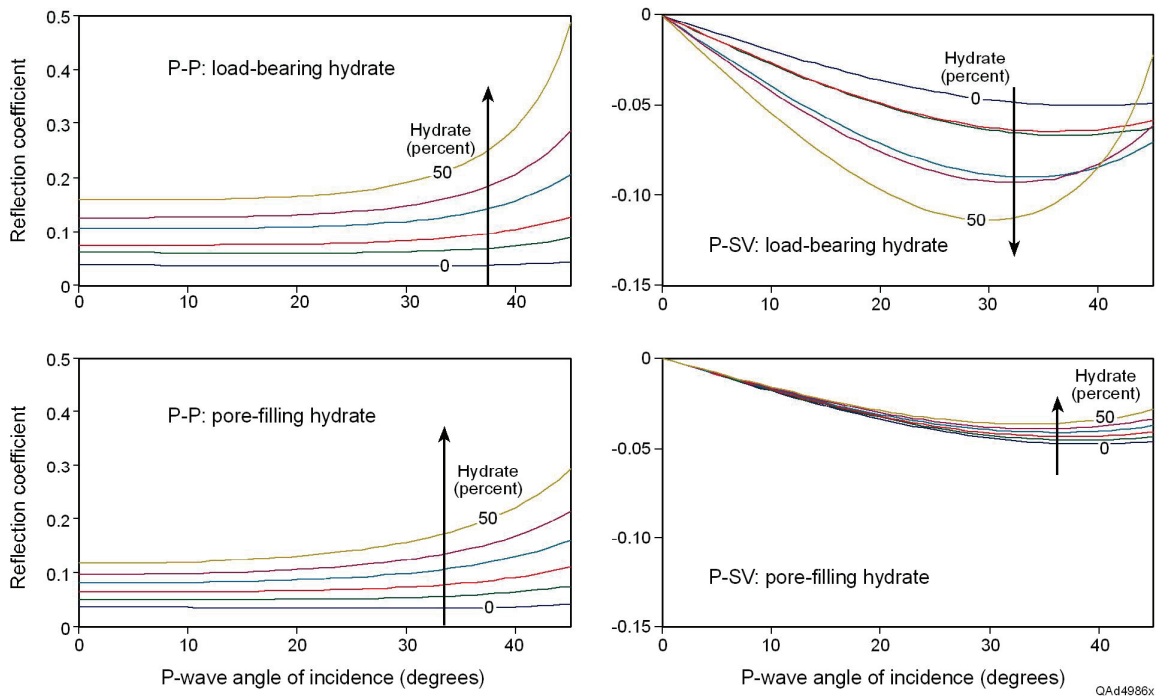 0.5
0.4
0.3
0.2
0.1
0
Reflection coefficient
P-P: load-bearing hydrate
Hydrate
(percent)
50
0
0
10
20
30
40
0
-0.05
-0.10
-0.15
Hydrate
(percent)
0
50
P-SV: load-bearing hydrate
0
10
20
30
40
0.5
0.4
0.3
0.2
0.1
0
Reflection coefficient
P-P: pore-filling hydrate
Hydrate
(percent)
50
0
0
10
20
30
40
P-wave angle of incidence (degrees)
0
-0.05
-0.10
-0.15
Hydrate
(percent)
50
0
P-SV: pore-filling hydrate
0
10
20
30
40
P-wave angle of incidence (degrees)
QAd4986x